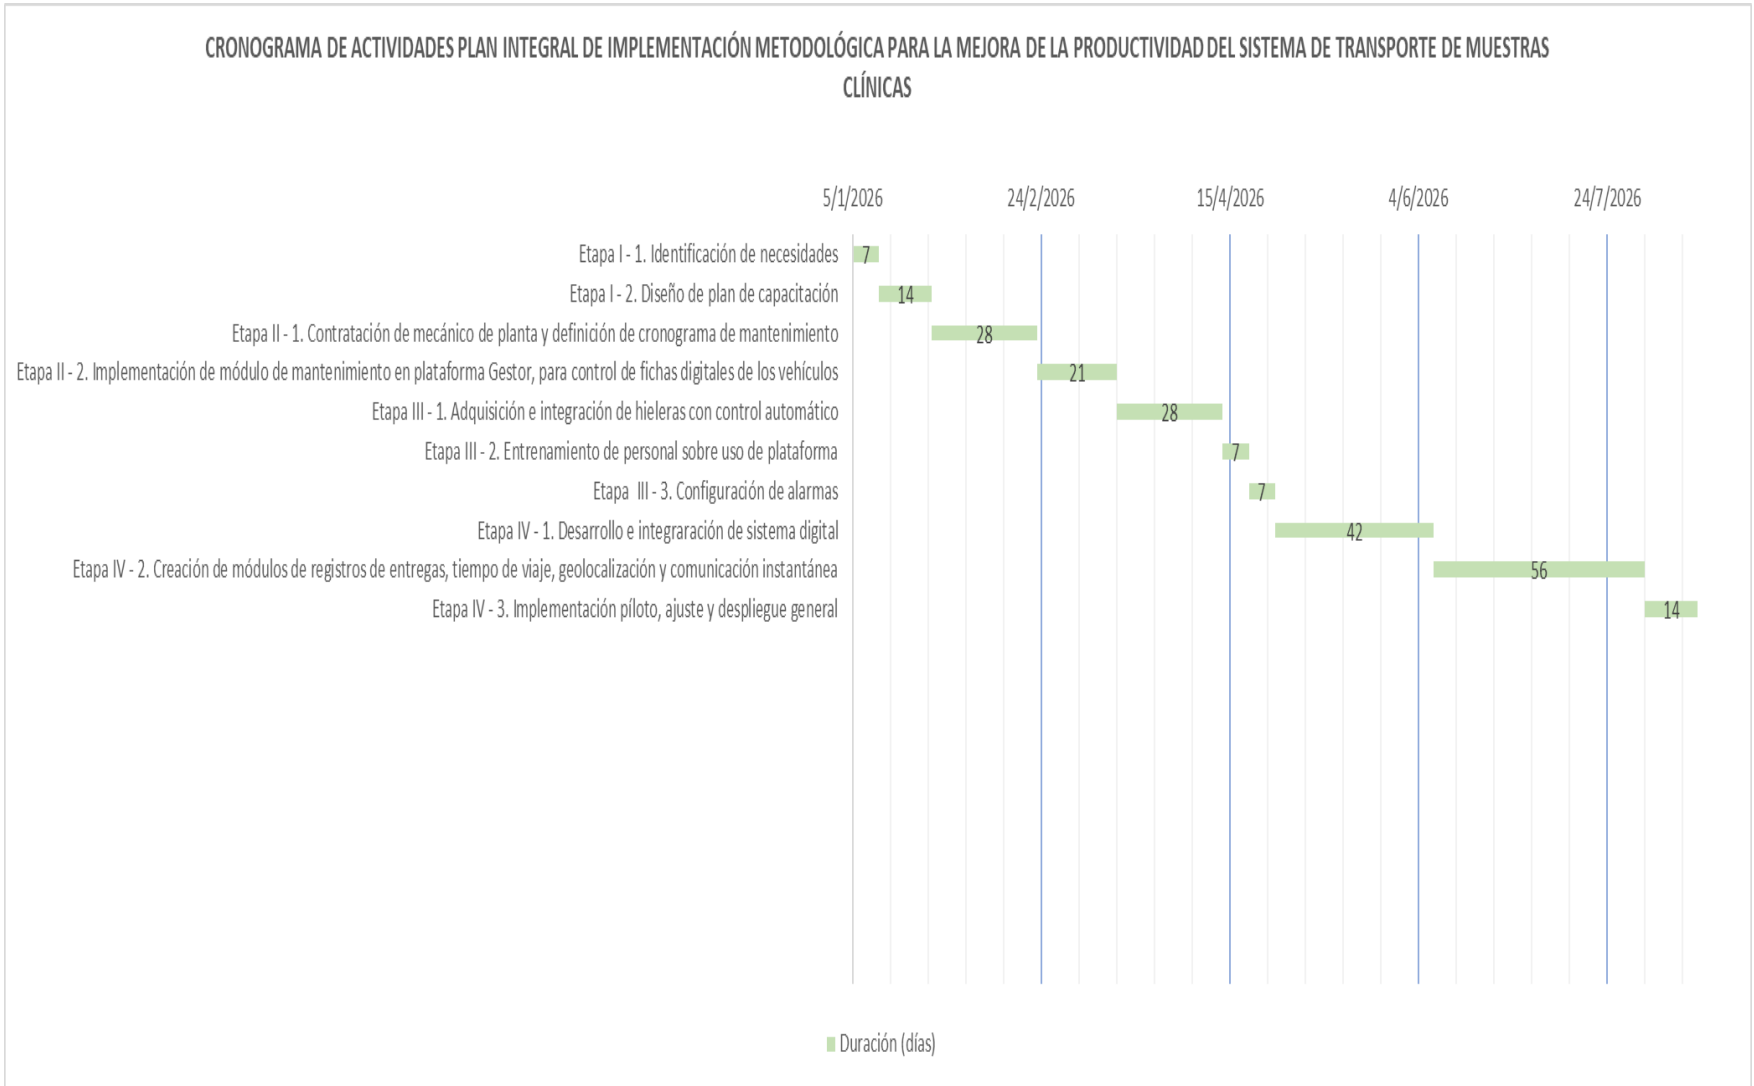 CRONOGRAMA DE ACTIVIDADES PLAN INTEGRAL DE IMPLEMENTACIÓN METODOLÓGICA PARA LA MEJORA DE LA PRODUCTIVIDAD DEL SISTEMA DE TRANSPORTE DE MUESTRAS
CLÍNICAS
5/1/2026 24/2/2026 15/4/2026 4/6/2026 24/7/2026
Etapa I - 1. Identificación de necesidades 7
Etapa I - 2. Diseño de plan de capacitación 14
Etapa II - 1. Contratación de mecánico de planta y definición de cronograma de mantenimiento 28
Etapa II - 2. Implementación de módulo de mantenimiento en plataforma Gestor, para control de fichas digitales de los vehículos 21
Etapa III - 1. Adquisición e integración de hieleras con control automático 28
Etapa III - 2. Entrenamiento de personal sobre uso de plataforma 7
Etapa  III - 3. Configuración de alarmas 7
Etapa IV - 1. Desarrollo e integraración de sistema digital 42
Etapa IV - 2. Creación de módulos de registros de entregas, tiempo de viaje, geolocalización y comunicación instantánea 56
Etapa IV - 3. Implementación píloto, ajuste y despliegue general 14
Duración (días)